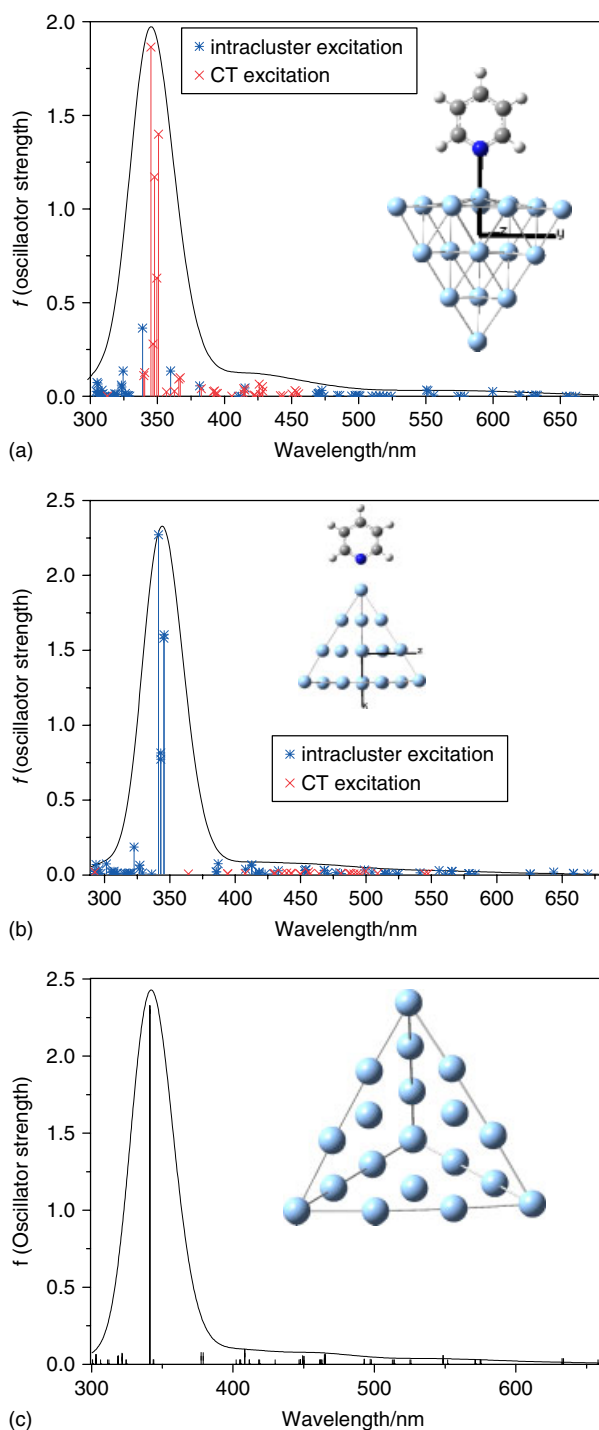 2.0
intracluster excitation
CT excitation
1.5
1.0
z
y
0.5
0.0
f (oscillaotor strength)
300 350 400 450 500 550 600 650
(a)
Wavelength/nm
2.5
2.0
1.5
z
x
intracluster excitation
CT excitation
1.0
0.5
0.0
f (oscillaotor strength)
300 350 400 450 500 550 600 650
(b)
Wavelength/nm
2.5
2.0
1.5
1.0
0.5
0.0
f (Oscillator strength)
300 400 500 600
(c)
Wavelength/nm